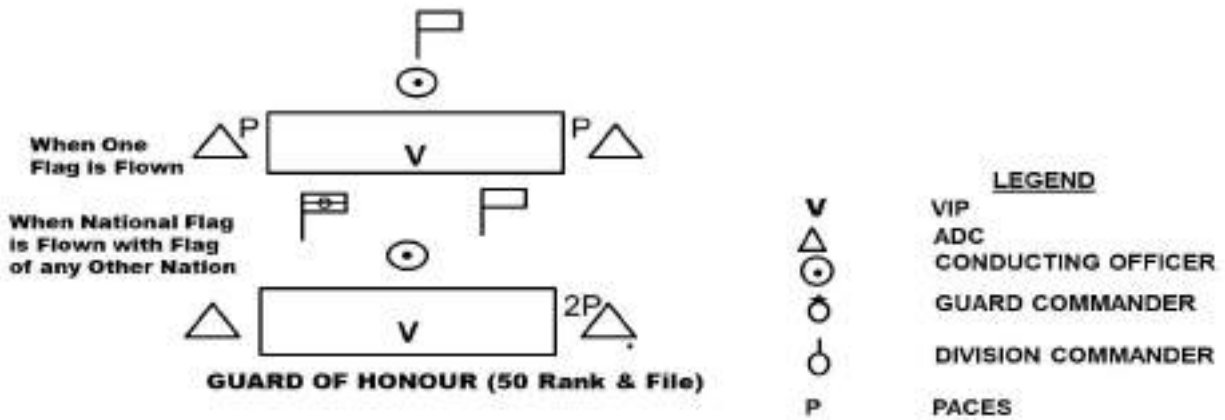 P
P
When One
Flag is Flown
V
When National Flag
is Flown with Flag
of any Other Nation
2P
V
GUARD OF HONOUR (50 Rank & File)
LEGEND
V VIP
ADC
CONDUCTING OFFICER
GUARD COMMANDER
DIVISION COMMANDER
P PACES